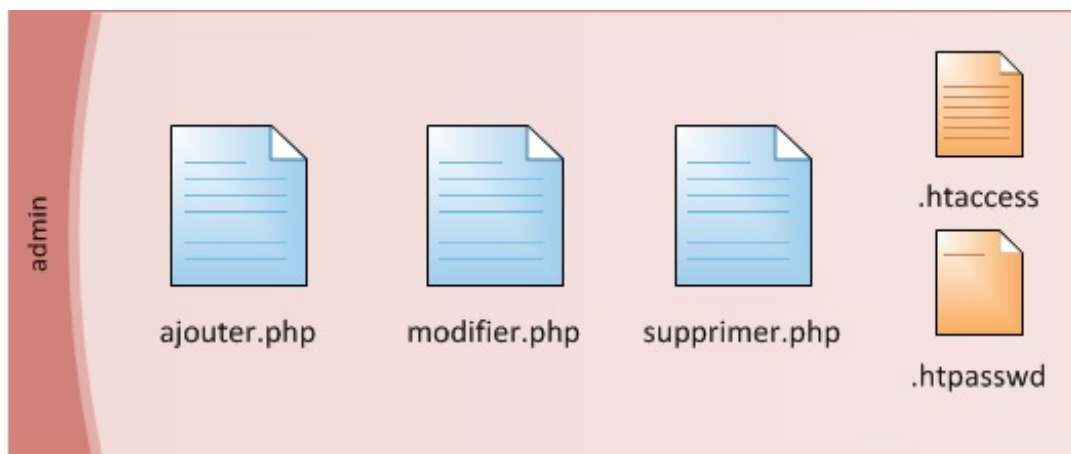 admin
ajouter.php
modifier.php
supprimer.php
.htaccess
.htpasswd